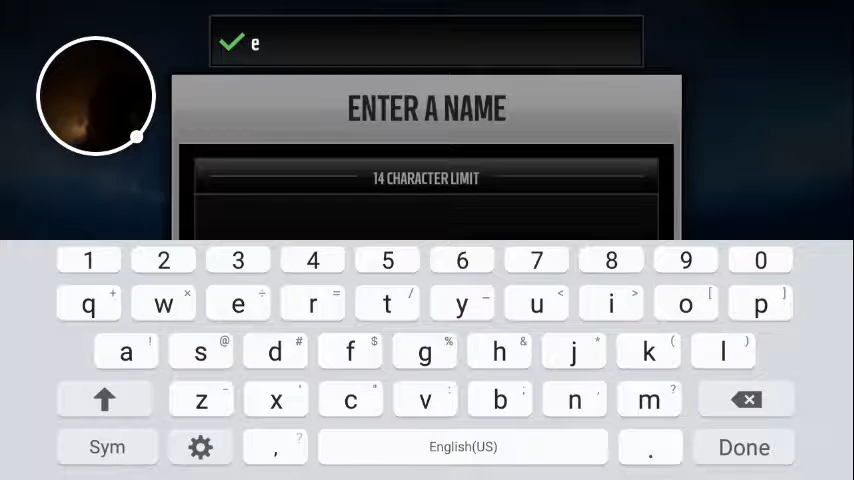 e
ENTER A NAME
14 CHARACTER LIMIT
1 2 3 4 5 6 7 8 9 0
q + w × e ÷ r = t / y _ u < i > o [ p ]
a ! s @ d # f $ g % h & j * k ( l )
z - x ' c " v : b ; n , m ?
Sym , ? English(US) . Done